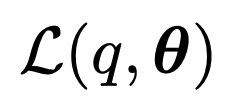 𝓛(q, 𝜽)